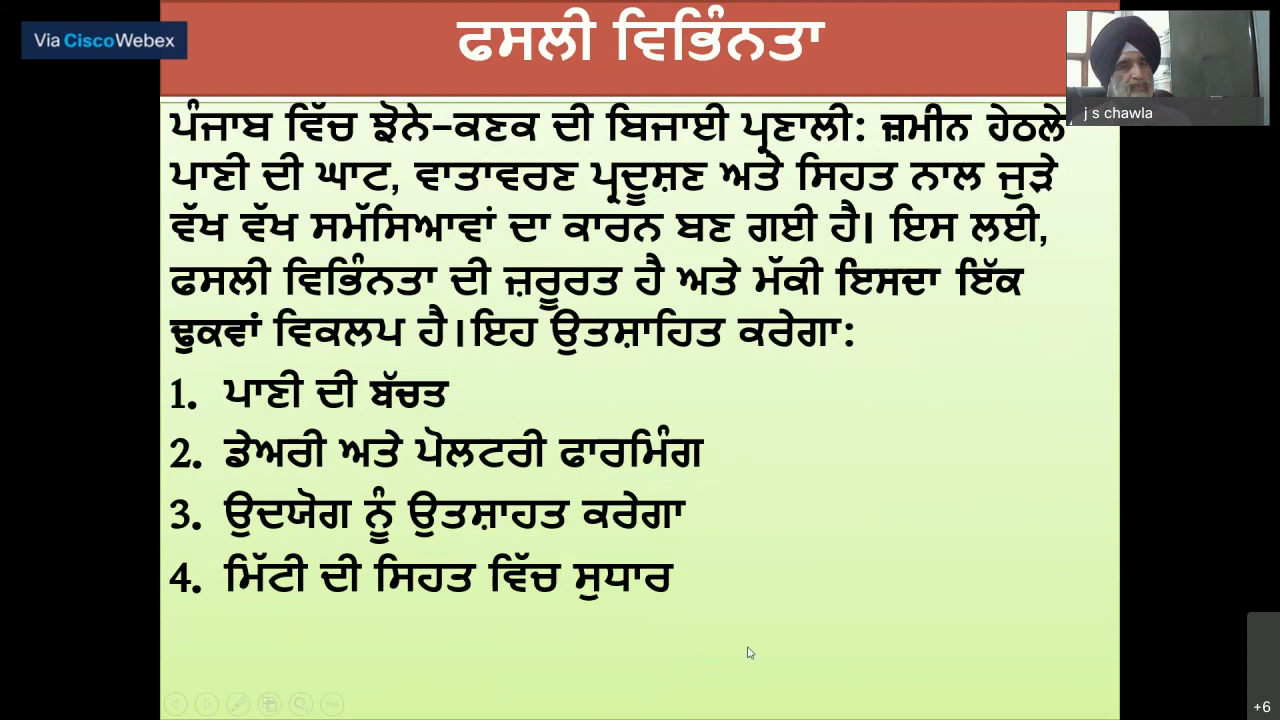 Via Cisco Webex
ਫਸਲੀ ਵਿਭਿੰਨਤਾ
j s chawla
ਪੰਜਾਬ ਵਿੱਚ ਝੋਨੇ-ਕਣਕ ਦੀ ਬਿਜਾਈ ਪ੍ਰਣਾਲੀ: ਜ਼ਮੀਨ ਹੇਠਲੇ
ਪਾਣੀ ਦੀ ਘਾਟ, ਵਾਤਾਵਰਣ ਪ੍ਰਦੂਸ਼ਣ ਅਤੇ ਸਿਹਤ ਨਾਲ ਜੁੜੇ
ਵੱਖ ਵੱਖ ਸਮੱਸਿਆਵਾਂ ਦਾ ਕਾਰਨ ਬਣ ਗਈ ਹੈ। ਇਸ ਲਈ,
ਫਸਲੀ ਵਿਭਿੰਨਤਾ ਦੀ ਜ਼ਰੂਰਤ ਹੈ ਅਤੇ ਮੱਕੀ ਇਸਦਾ ਇੱਕ
ਢੁਕਵਾਂ ਵਿਕਲਪ ਹੈ।ਇਹ ਉਤਸ਼ਾਹਿਤ ਕਰੇਗਾ:
1. ਪਾਣੀ ਦੀ ਬੱਚਤ
2. ਡੇਅਰੀ ਅਤੇ ਪੋਲਟਰੀ ਫਾਰਮਿੰਗ
3. ਉਦਯੋਗ ਨੂੰ ਉਤਸ਼ਾਹਤ ਕਰੇਗਾ
4. ਮਿੱਟੀ ਦੀ ਸਿਹਤ ਵਿੱਚ ਸੁਧਾਰ
+6